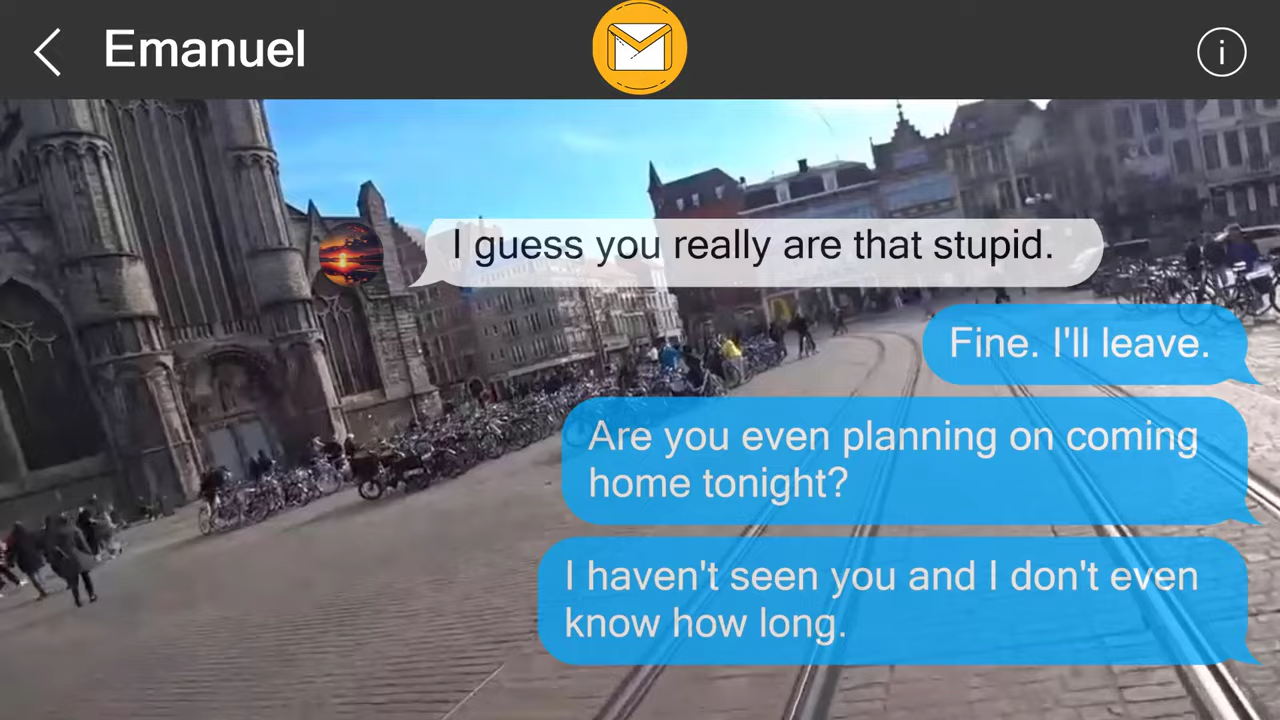 Emanuel
i
I guess you really are that stupid.
Fine. I'll leave.
Are you even planning on coming
home tonight?
I haven't seen you and I don't even
know how long.